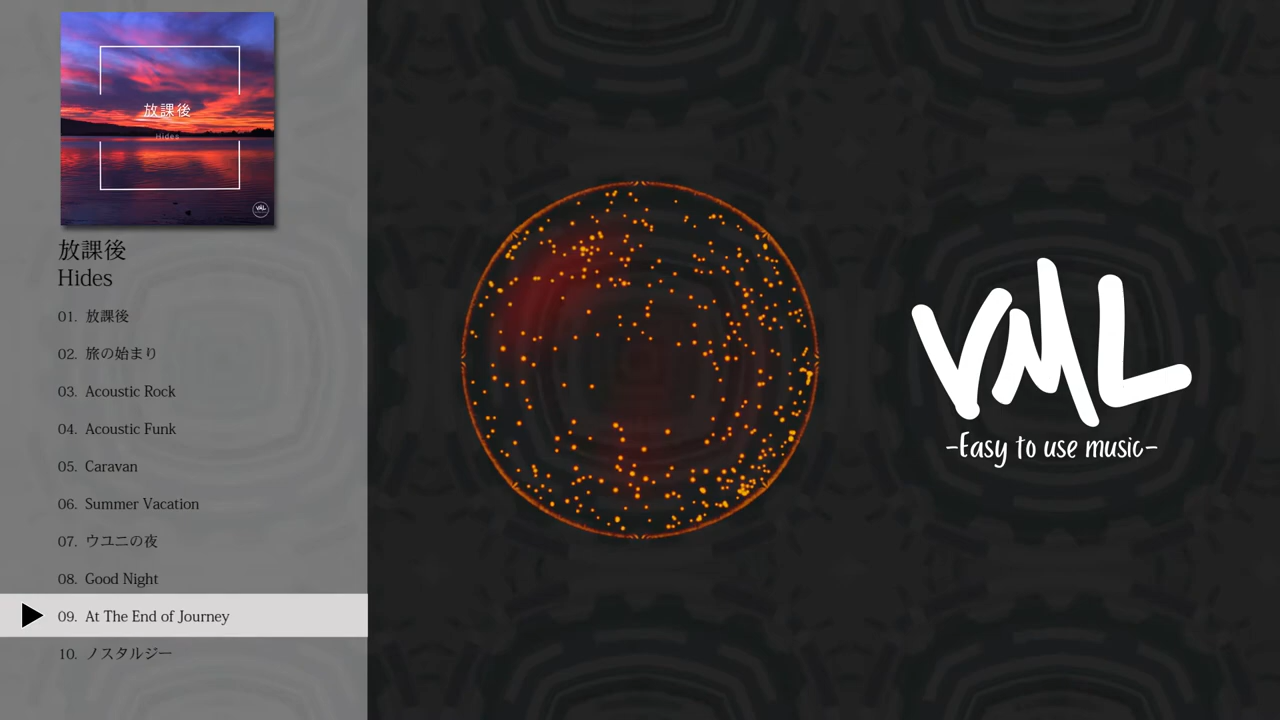 放課後
Hides
VML
放課後
Hides
01. 放課後
02. 旅の始まり
03. Acoustic Rock
04. Acoustic Funk
05. Caravan
06. Summer Vacation
07. ウユニの夜
08. Good Night
09. At The End of Journey
10. ノスタルジー
VML
-Easy to use music-